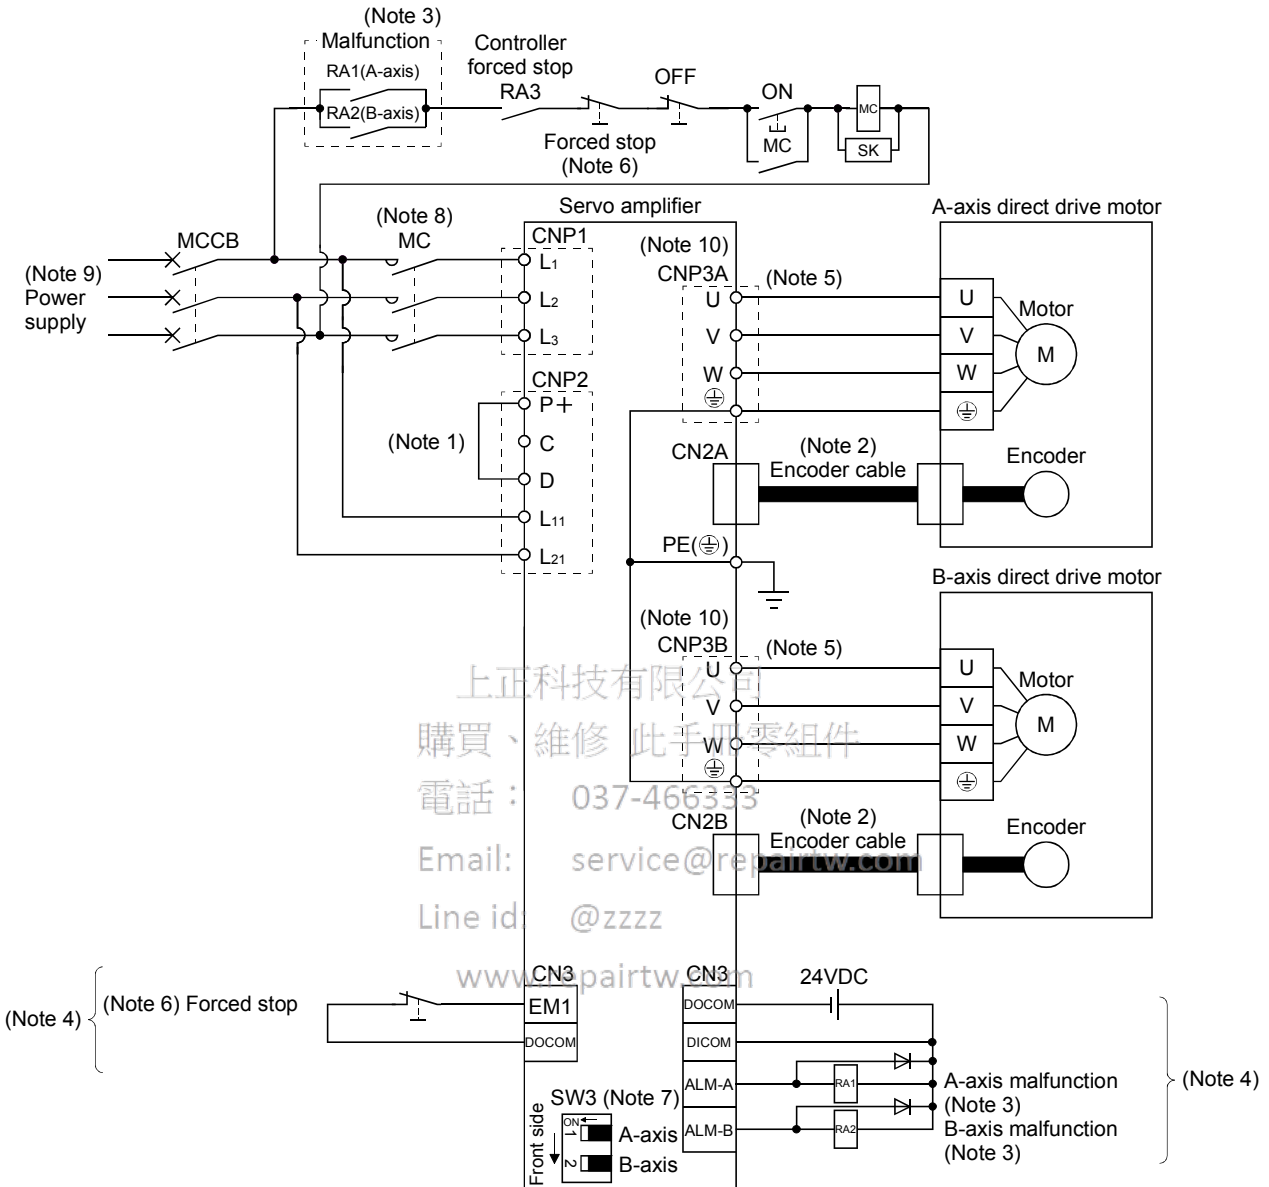 (Note 3)
Malfunction
RA1(A-axis)
RA2(B-axis)
Controller
forced stop
RA3
Forced stop
(Note 6)
OFF
ON
MC
MC
SK
Servo amplifier
A-axis direct drive motor
(Note 9)
Power
supply
MCCB
(Note 8)
MC
CNP1
L1
L2
L3
CNP2
P+
C
D
L11
L21
(Note 1)
(Note 10)
CNP3A
U
V
W
(Note 5)
U
V
W
Motor
M
CN2A
(Note 2)
Encoder cable
Encoder
PE( )
B-axis direct drive motor
(Note 10)
CNP3B
U
V
W
(Note 5)
U
V
W
Motor
M
CN2B
(Note 2)
Encoder cable
Encoder
上正科技有限公司
購買、維修 此手冊零組件
電話： 037-466333
Email: service@repairtw.com
Line id: @zzzz
www.repairtw.com
(Note 4)
(Note 6) Forced stop
CN3
EM1
DOCOM
CN3
DOCOM
DICOM
ALM-A
ALM-B
24VDC
RA1
RA2
A-axis malfunction
(Note 3)
B-axis malfunction
(Note 3)
(Note 4)
SW3 (Note 7)
Front side
ON
1
2
A-axis
B-axis